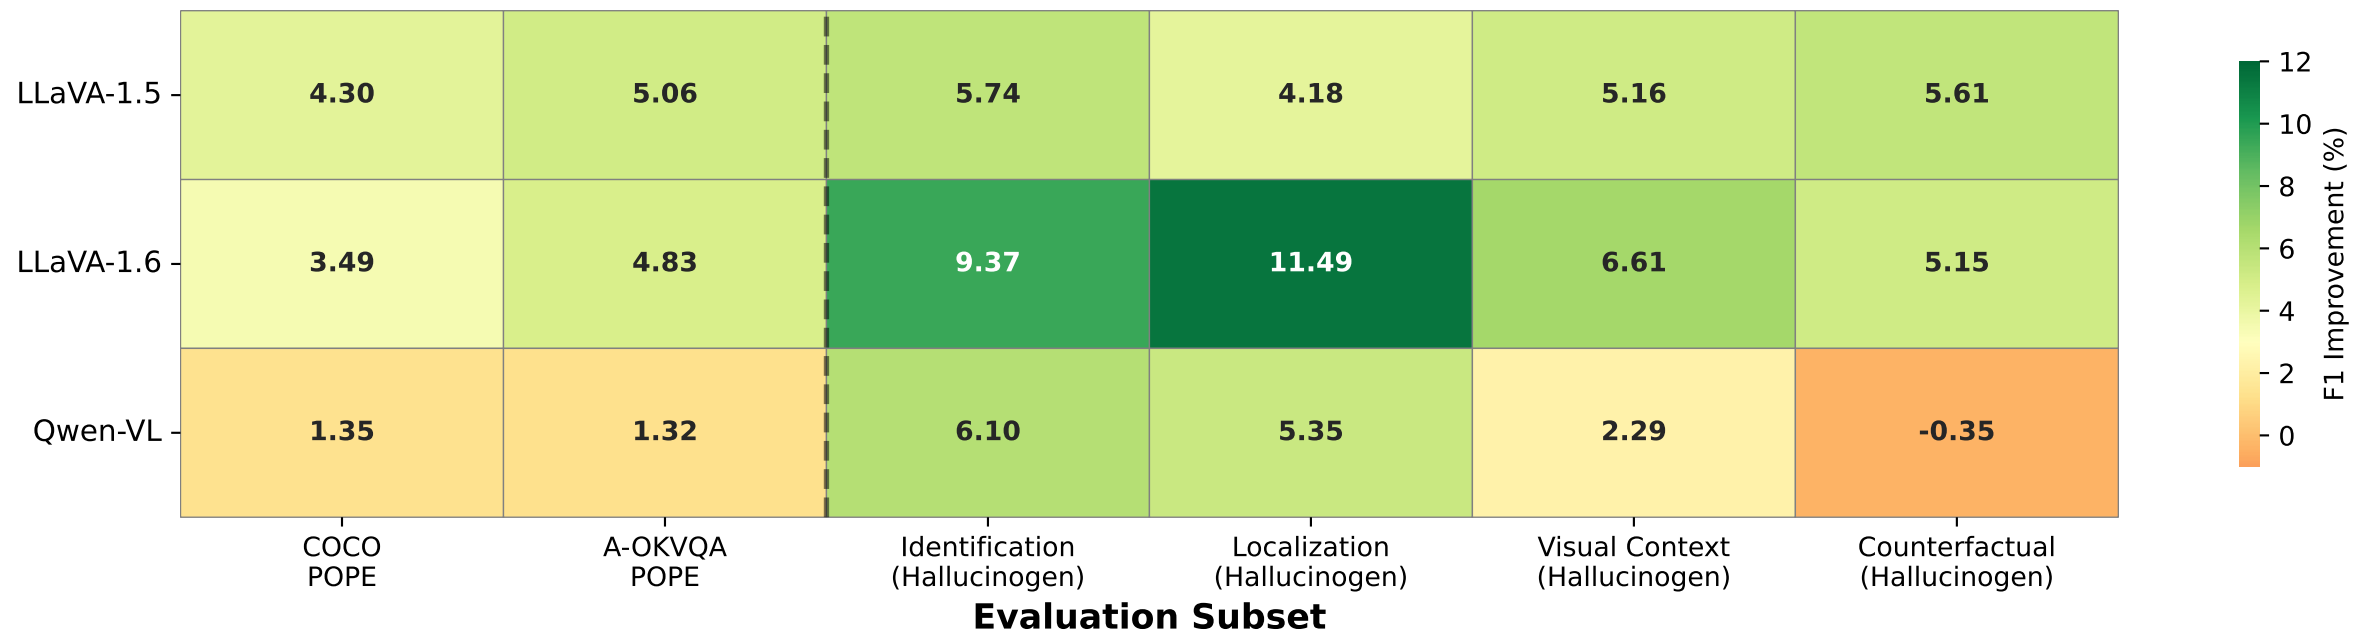 LLaVA-1.5 4.30 5.06 5.74 4.18 5.16 5.61
LLaVA-1.6 3.49 4.83 9.37 11.49 6.61 5.15
Qwen-VL 1.35 1.32 6.10 5.35 2.29 -0.35
COCO
POPE
A-OKVQA
POPE
Identification
(Hallucinogen)
Localization
(Hallucinogen)
Visual Context
(Hallucinogen)
Counterfactual
(Hallucinogen)
Evaluation Subset
12
10
8
6
4
2
0
F1 Improvement (%)